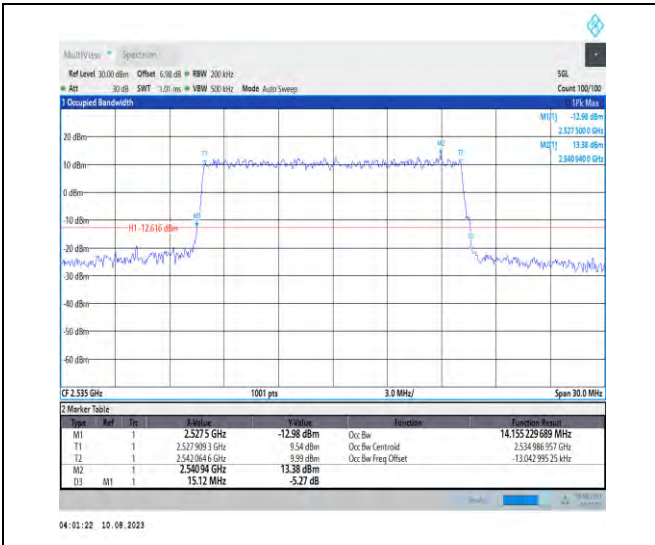 MultiView Spectrum
Ref Level 30.00 dBm Offset 6.98 dB RBW 200 kHz SGL
Att 30 dB SWT 1.01 ms VBW 500 kHz Mode Auto Sweep Count 100/100
1 Occupied Bandwidth 1Pk Max
M1[1] -12.98 dBm
2.527 500 0 GHz
M2[1] 13.38 dBm
2.540 940 0 GHz
20 dBm
M2
T1
10 dBm
0 dBm
-10 dBm
M1
H1 -12.616 dBm
-20 dBm
-30 dBm
-40 dBm
-50 dBm
-60 dBm
CF 2.535 GHz 1001 pts 3.0 MHz/ Span 30.0 MHz
2 Marker Table
Type Ref Trc X-Value Y-Value Function Function Result
M1 1 2.5275 GHz -12.98 dBm Occ Bw 14.155 229 689 MHz
T1 1 2.527 909 3 GHz 9.54 dBm Occ Bw Centroid 2.534 986 957 GHz
T2 1 2.542 064 6 GHz 9.99 dBm Occ Bw Freq Offset -13.042 995 25 kHz
M2 1 2.54094 GHz 13.38 dBm
D3 M1 1 15.12 MHz -5.27 dB
04:01:22 10.08.2023